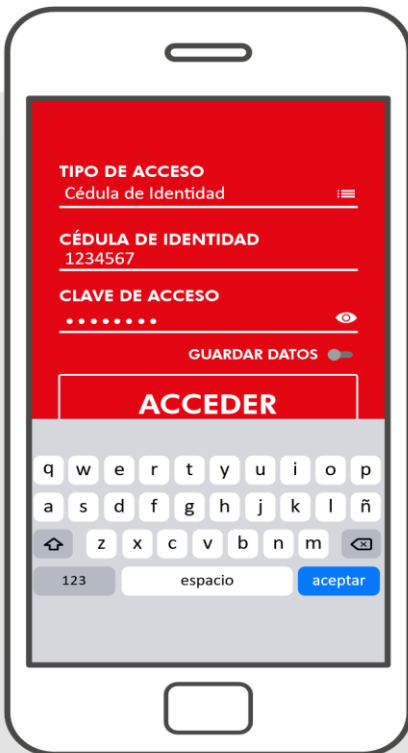 TIPO DE ACCESO
Cédula de Identidad
CÉDULA DE IDENTIDAD
1234567
CLAVE DE ACCESO
••••••••
GUARDAR DATOS
ACCEDER
q w e r t y u i o p
a s d f g h j k l ñ
z x c v b n m
123 espacio aceptar